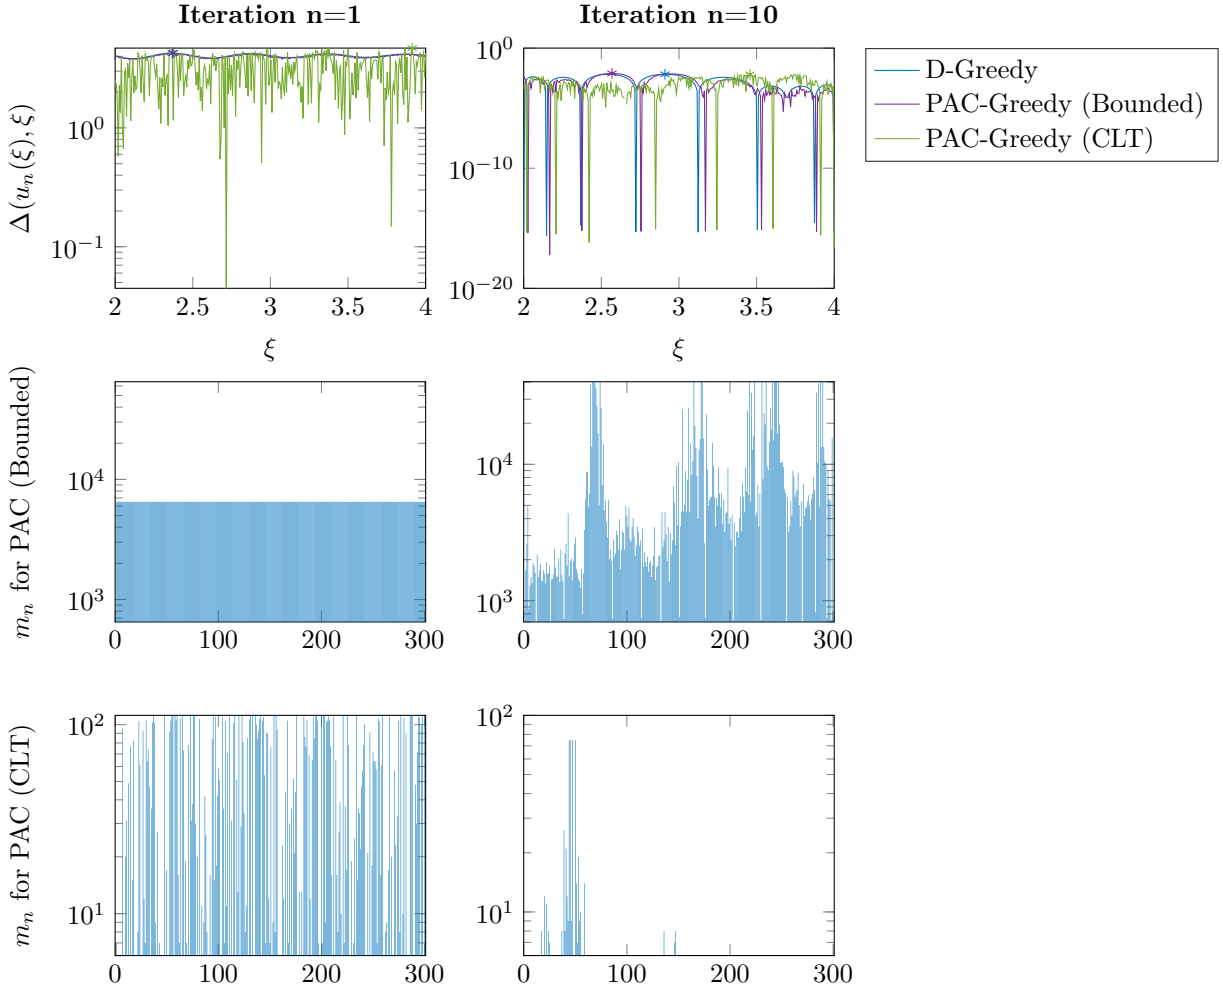 Iteration n=1
Iteration n=10
Δ(u_n(ξ), ξ)
10^0
10^{-1}
2 2.5 3 3.5 4
ξ
10^0
10^{-10}
10^{-20}
2 2.5 3 3.5 4
ξ
D-Greedy
PAC-Greedy (Bounded)
PAC-Greedy (CLT)
m_n for PAC (Bounded)
10^4
10^3
0 100 200 300
10^4
10^3
0 100 200 300
m_n for PAC (CLT)
10^2
10^1
0 100 200 300
10^2
10^1
0 100 200 300